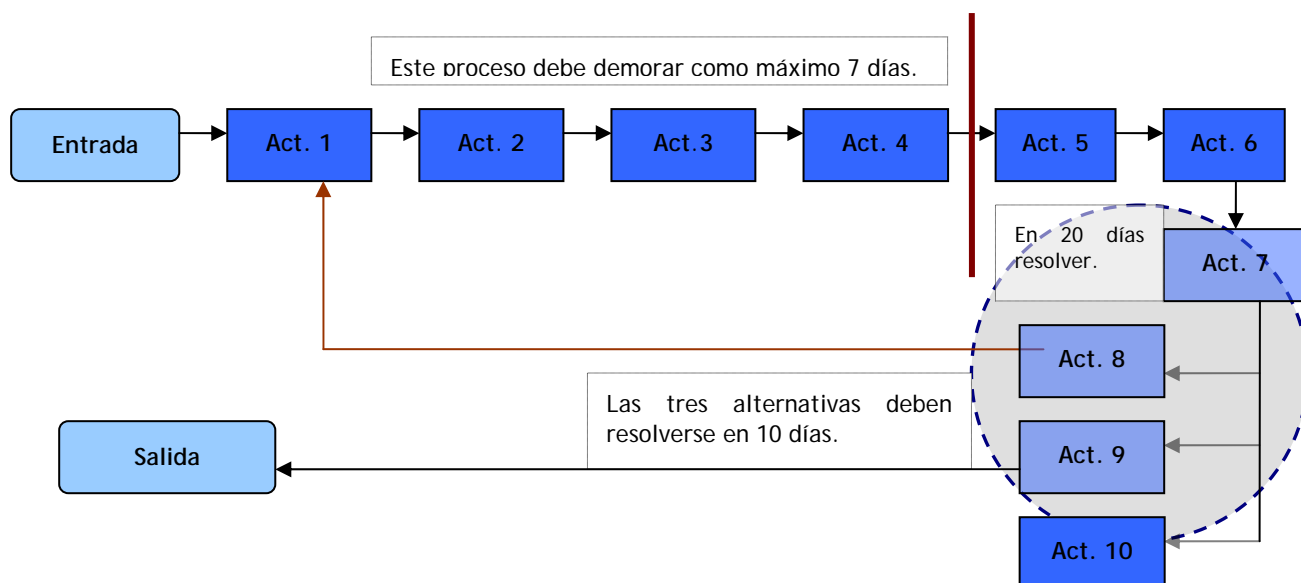 Este proceso debe demorar como máximo 7 días.
Entrada
Act. 1
Act. 2
Act.3
Act. 4
Act. 5
Act. 6
En 20 días
resolver.
Act. 7
Act. 8
Las tres alternativas deben
resolverse en 10 días.
Act. 9
Salida
Act. 10